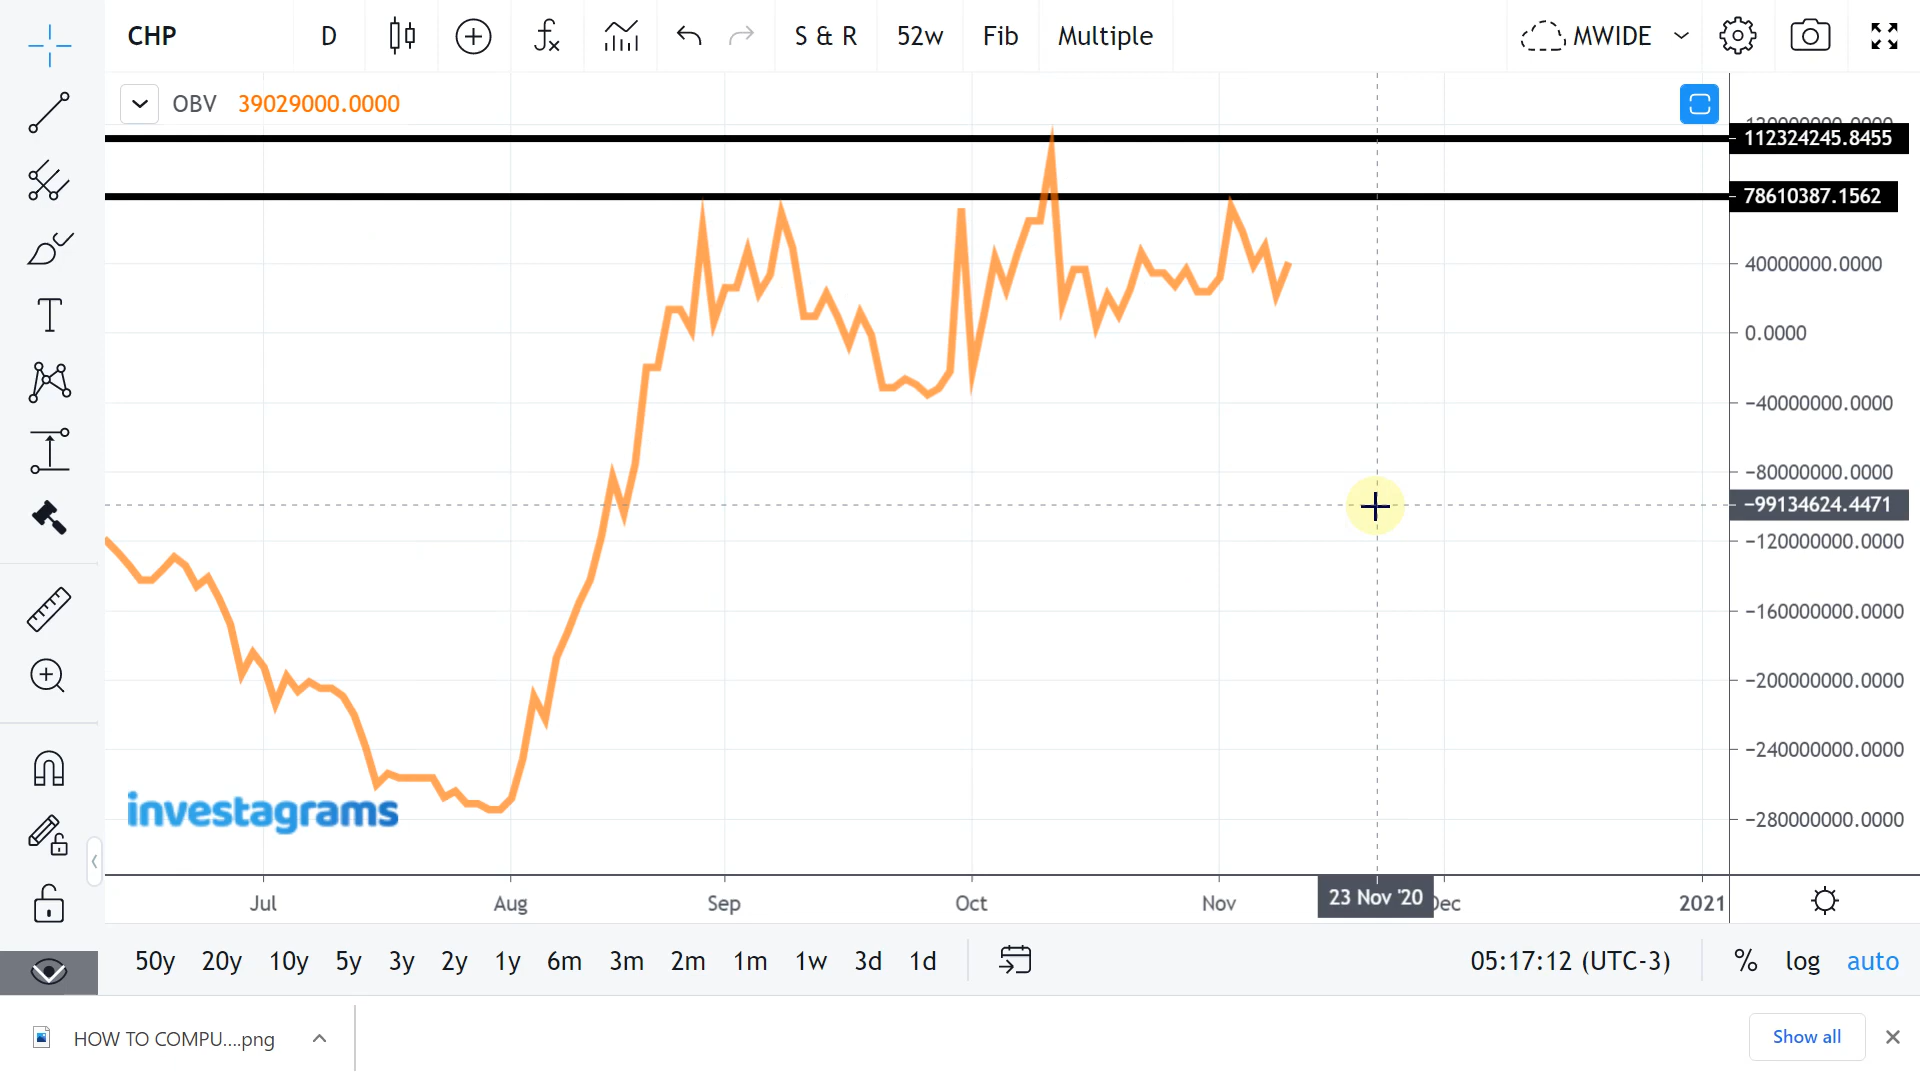 CHP D S & R 52w Fib Multiple MWIDE
OBV 39029000.0000
120000000.0000
112324245.8455
78610387.1562
40000000.0000
0.0000
−40000000.0000
−80000000.0000
−99134624.4471
−120000000.0000
−160000000.0000
−200000000.0000
−240000000.0000
−280000000.0000
investagrams
Jul Aug Sep Oct Nov 23 Nov '20 Dec 2021
50y 20y 10y 5y 3y 2y 1y 6m 3m 2m 1m 1w 3d 1d 05:17:12 (UTC-3) % log auto
HOW TO COMPU....png Show all